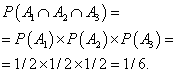 P(A₁∩A₂∩A₃)=
=P(A₁)×P(A₂)×P(A₃)=
=1/2×1/2×1/2=1/6.